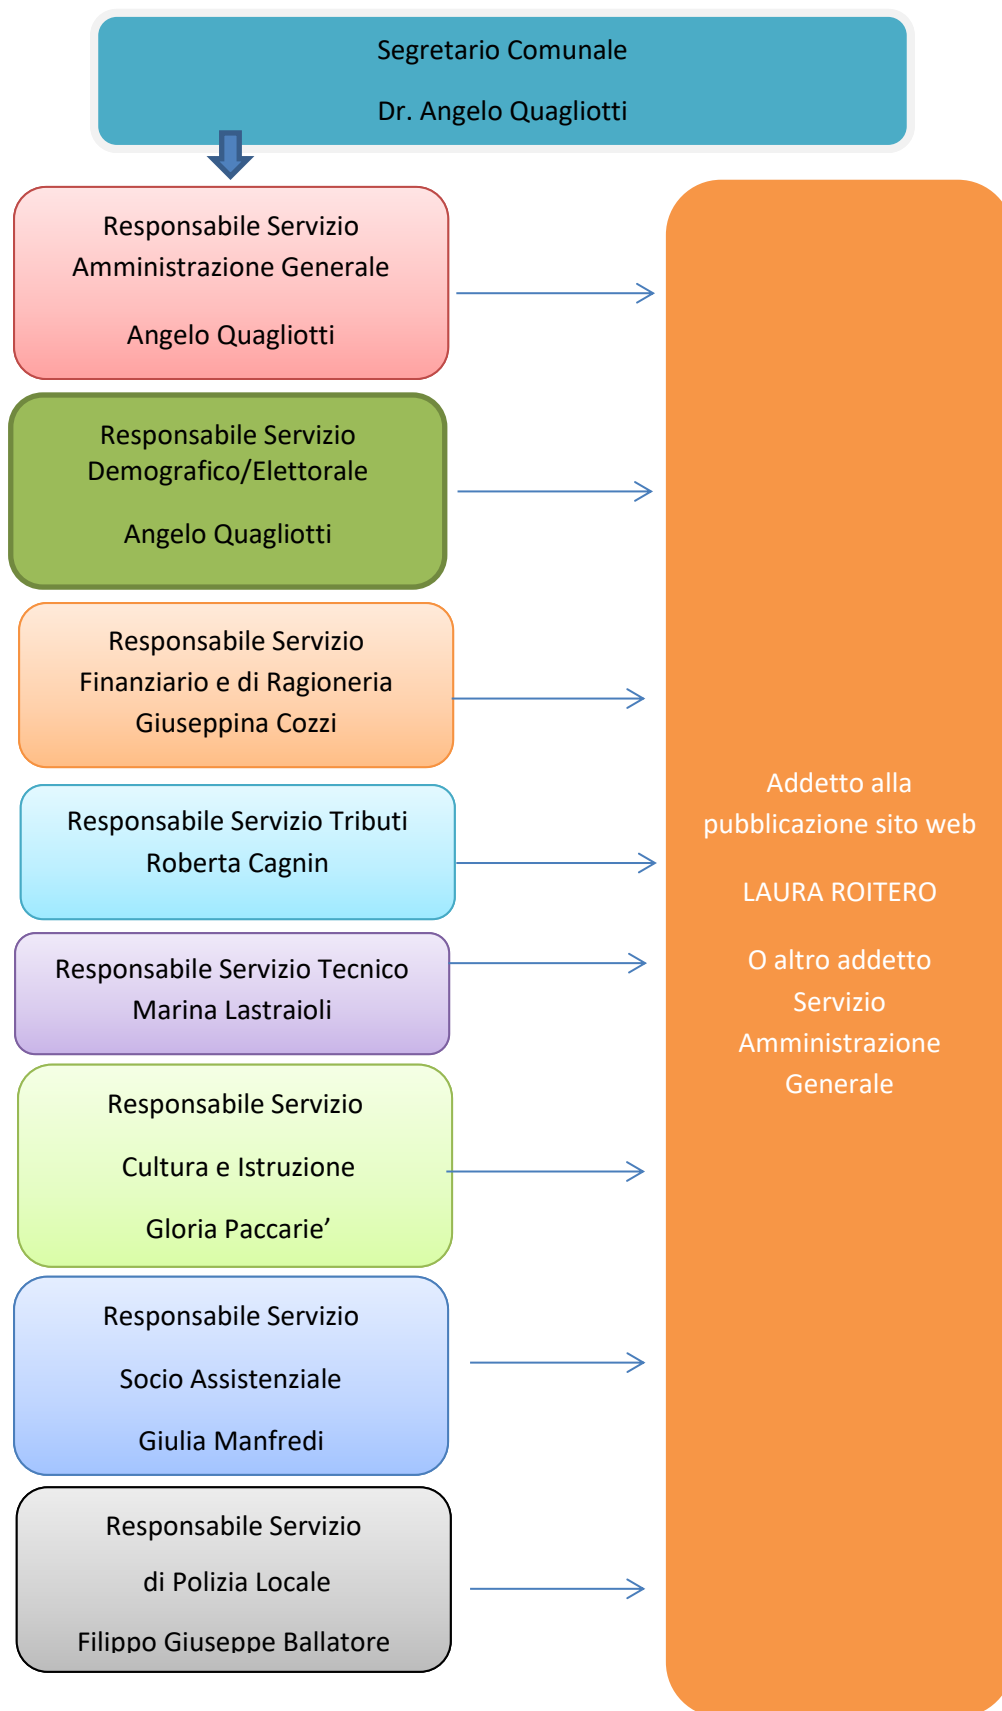 Segretario Comunale
Dr. Angelo Quagliotti
Responsabile Servizio
Amministrazione Generale
Angelo Quagliotti
Responsabile Servizio
Demografico/Elettorale
Angelo Quagliotti
Responsabile Servizio
Finanziario e di Ragioneria
Giuseppina Cozzi
Responsabile Servizio Tributi
Roberta Cagnin
Responsabile Servizio Tecnico
Marina Lastraioli
Responsabile Servizio
Cultura e Istruzione
Gloria Paccarie’
Responsabile Servizio
Socio Assistenziale
Giulia Manfredi
Responsabile Servizio
di Polizia Locale
Filippo Giuseppe Ballatore
Addetto alla
pubblicazione sito web
LAURA ROITERO
O altro addetto
Servizio
Amministrazione
Generale